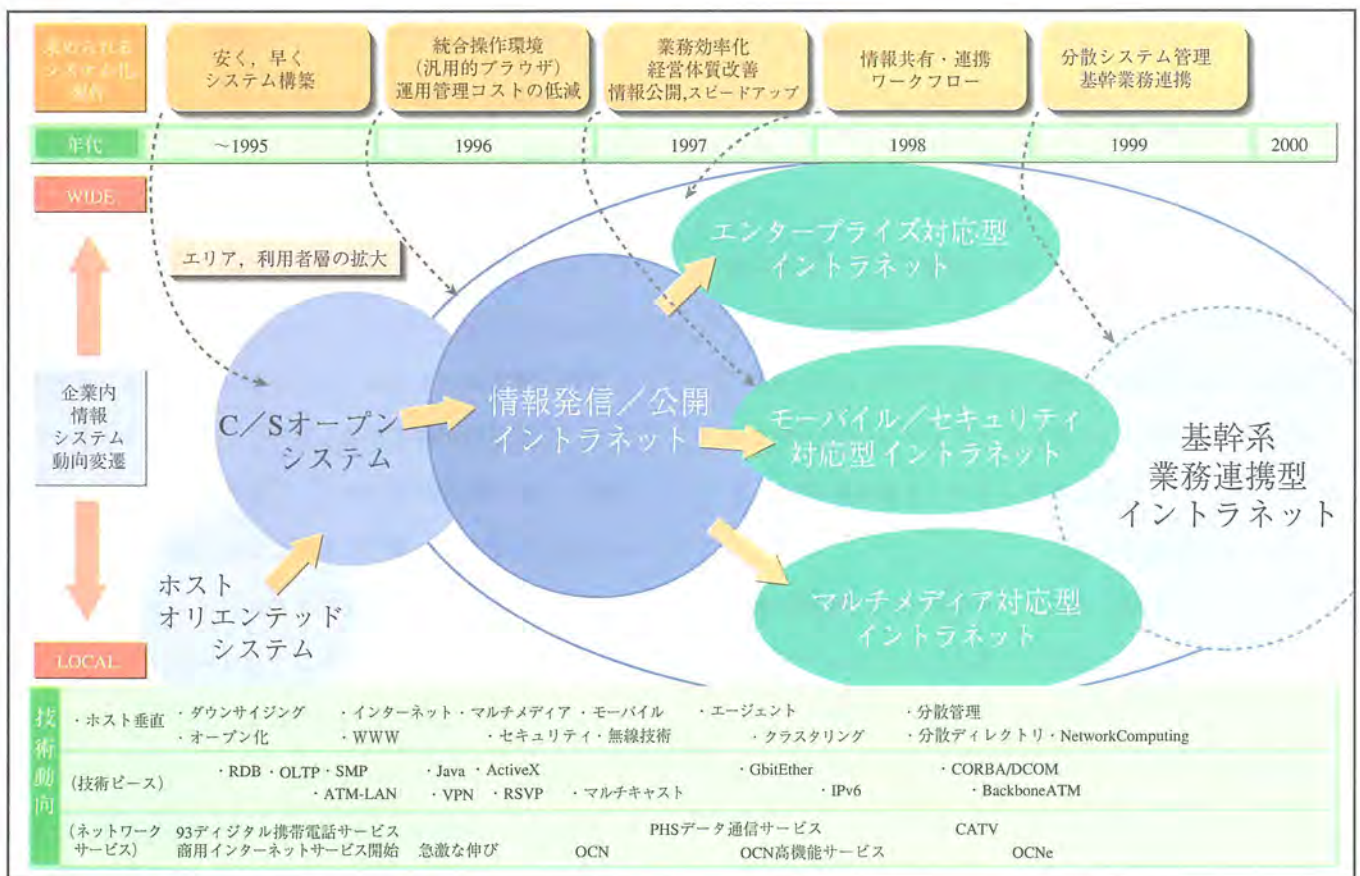 求められる
システム化
安く，早く
システム構築
統合操作環境
(汎用的ブラウザ)
運用管理コストの低減
業務効率化
経営体質改善
情報公開,スピードアップ
情報共有・連携
ワークフロー
分散システム管理
基幹業務連携
年代
～1995
1996
1997
1998
1999
2000
WIDE
エリア，利用者層の拡大
エンタープライズ対応型
イントラネット
企業内
情報
システム
動向変遷
C／Sオープン
システム
情報発信／公開
イントラネット
モーバイル／セキュリティ
対応型イントラネット
基幹系
業務連携型
イントラネット
ホスト
オリエンテッド
システム
マルチメディア対応型
イントラネット
LOCAL
技術動向
・ホスト垂直
・ダウンサイジング ・インターネット・マルチメディア・モーバイル ・エージェント ・分散管理
・オープン化 ・WWW ・セキュリティ・無線技術 ・クラスタリング ・分散ディレクトリ・NetworkComputing
(技術ピース)
・RDB ・OLTP・SMP ・Java ・ActiveX ・GbitEther ・CORBA/DCOM
・ATM-LAN ・VPN ・RSVP ・マルチキャスト ・IPv6 ・BackboneATM
(ネットワーク
サービス)
93ディジタル携帯電話サービス PHSデータ通信サービス CATV
商用インターネットサービス開始 急激な伸び OCN OCN高機能サービス OCNe